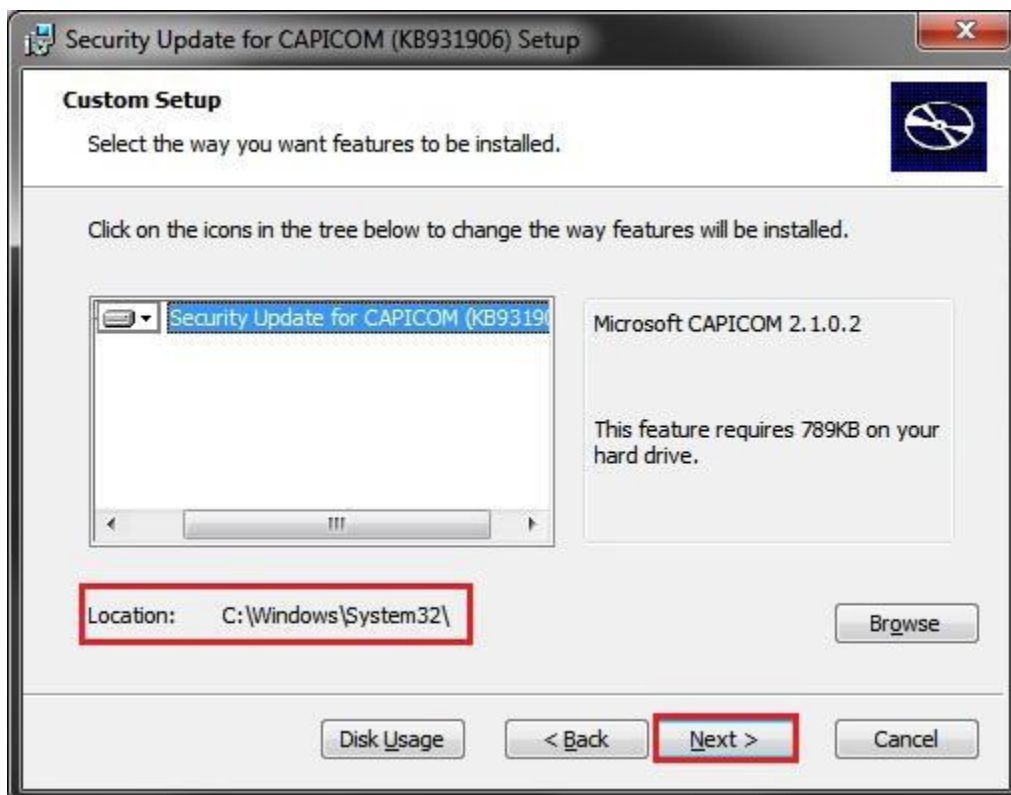 Security Update for CAPICOM (KB931906) Setup
Custom Setup
Select the way you want features to be installed.
Click on the icons in the tree below to change the way features will be installed.
Security Update for CAPICOM (KB93190
Microsoft CAPICOM 2.1.0.2
This feature requires 789KB on your
hard drive.
Location: C:\Windows\System32\
Browse
Disk Usage
< Back
Next >
Cancel